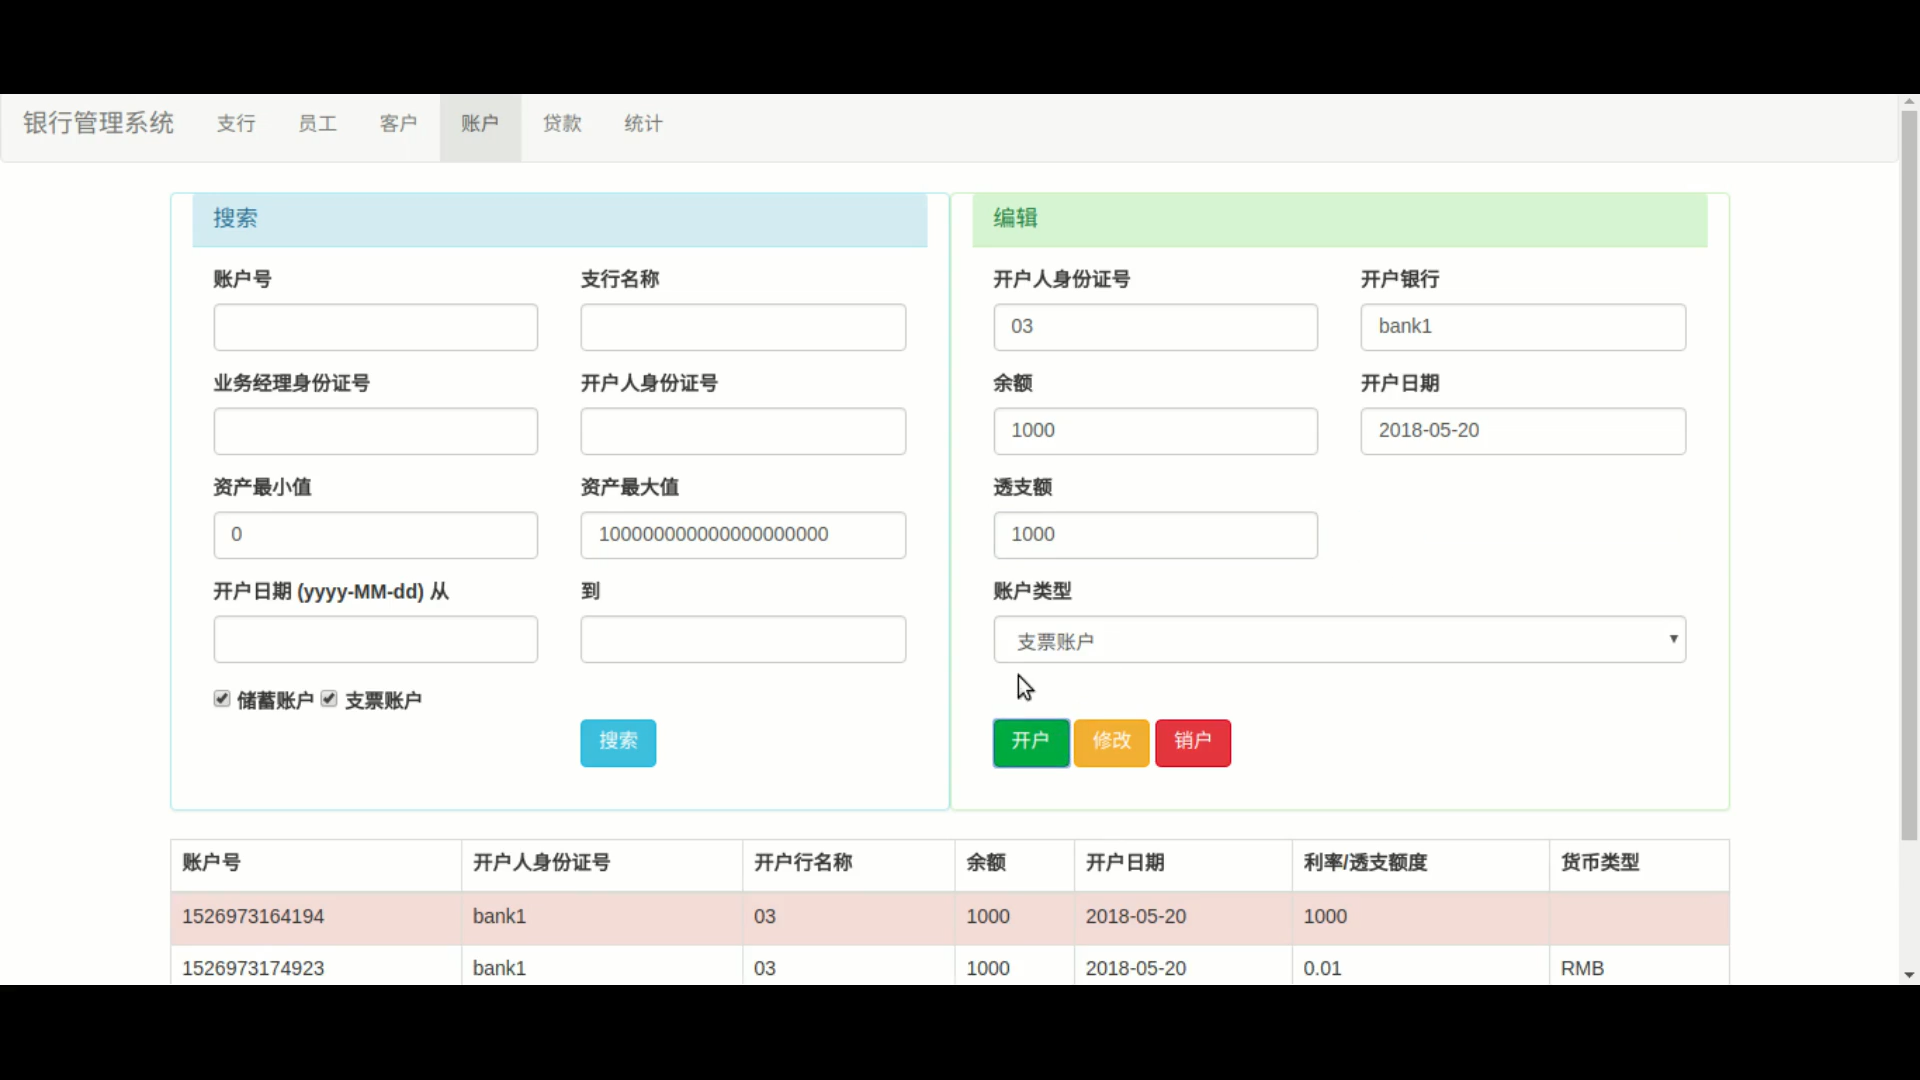 银行管理系统 支行 员工 客户 账户 贷款 统计
搜索
账户号 支行名称
业务经理身份证号 开户人身份证号
资产最小值 资产最大值
0 100000000000000000000
开户日期 (yyyy-MM-dd) 从 到
储蓄账户 支票账户
搜索
编辑
开户人身份证号 开户银行
03 bank1
余额 开户日期
1000 2018-05-20
透支额
1000
账户类型
支票账户
开户 修改 销户
账户号 开户人身份证号 开户行名称 余额 开户日期 利率/透支额度 货币类型
1526973164194 bank1 03 1000 2018-05-20 1000
1526973174923 bank1 03 1000 2018-05-20 0.01 RMB